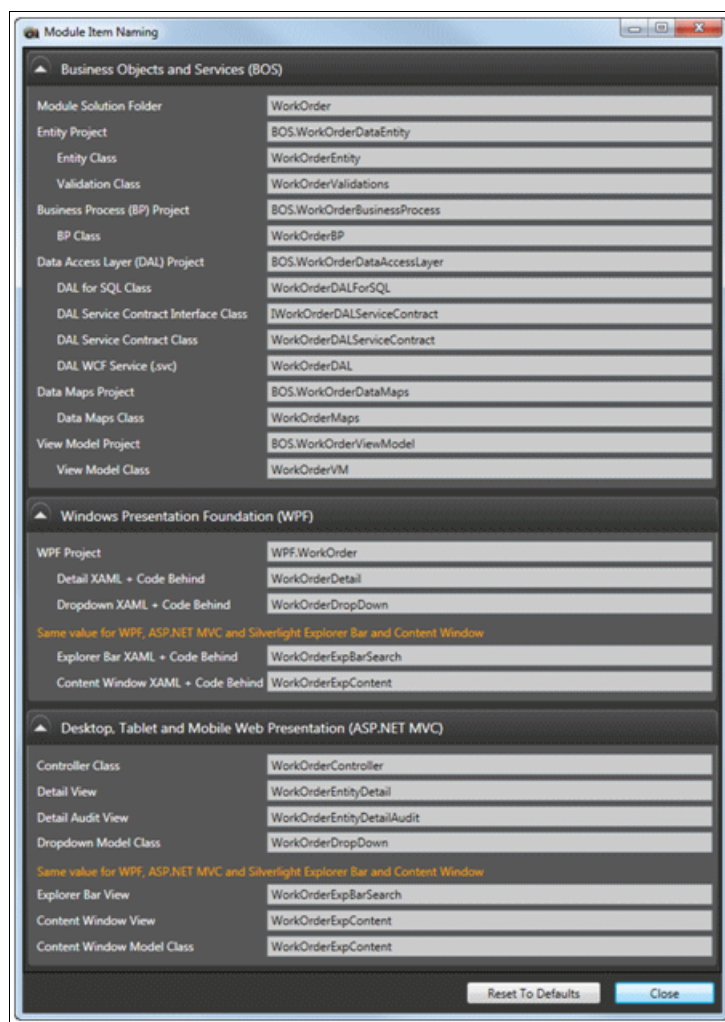 Module Item Naming
Business Objects and Services (BOS)
Module Solution Folder WorkOrder
Entity Project BOS.WorkOrderDataEntity
Entity Class WorkOrderEntity
Validation Class WorkOrderValidations
Business Process (BP) Project BOS.WorkOrderBusinessProcess
BP Class WorkOrderBP
Data Access Layer (DAL) Project BOS.WorkOrderDataAccessLayer
DAL for SQL Class WorkOrderDALForSQL
DAL Service Contract Interface Class IWorkOrderDALServiceContract
DAL Service Contract Class WorkOrderDALServiceContract
DAL WCF Service (.svc) WorkOrderDAL
Data Maps Project BOS.WorkOrderDataMaps
Data Maps Class WorkOrderMaps
View Model Project BOS.WorkOrderViewModel
View Model Class WorkOrderVM
Windows Presentation Foundation (WPF)
WPF Project WPF.WorkOrder
Detail XAML + Code Behind WorkOrderDetail
Dropdown XAML + Code Behind WorkOrderDropDown
Same value for WPF, ASP.NET MVC and Silverlight Explorer Bar and Content Window
Explorer Bar XAML + Code Behind WorkOrderExpBarSearch
Content Window XAML + Code Behind WorkOrderExpContent
Desktop, Tablet and Mobile Web Presentation (ASP.NET MVC)
Controller Class WorkOrderController
Detail View WorkOrderEntityDetail
Detail Audit View WorkOrderEntityDetailAudit
Dropdown Model Class WorkOrderDropDown
Same value for WPF, ASP.NET MVC and Silverlight Explorer Bar and Content Window
Explorer Bar View WorkOrderExpBarSearch
Content Window View WorkOrderExpContent
Content Window Model Class WorkOrderExpContent
Reset To Defaults Close